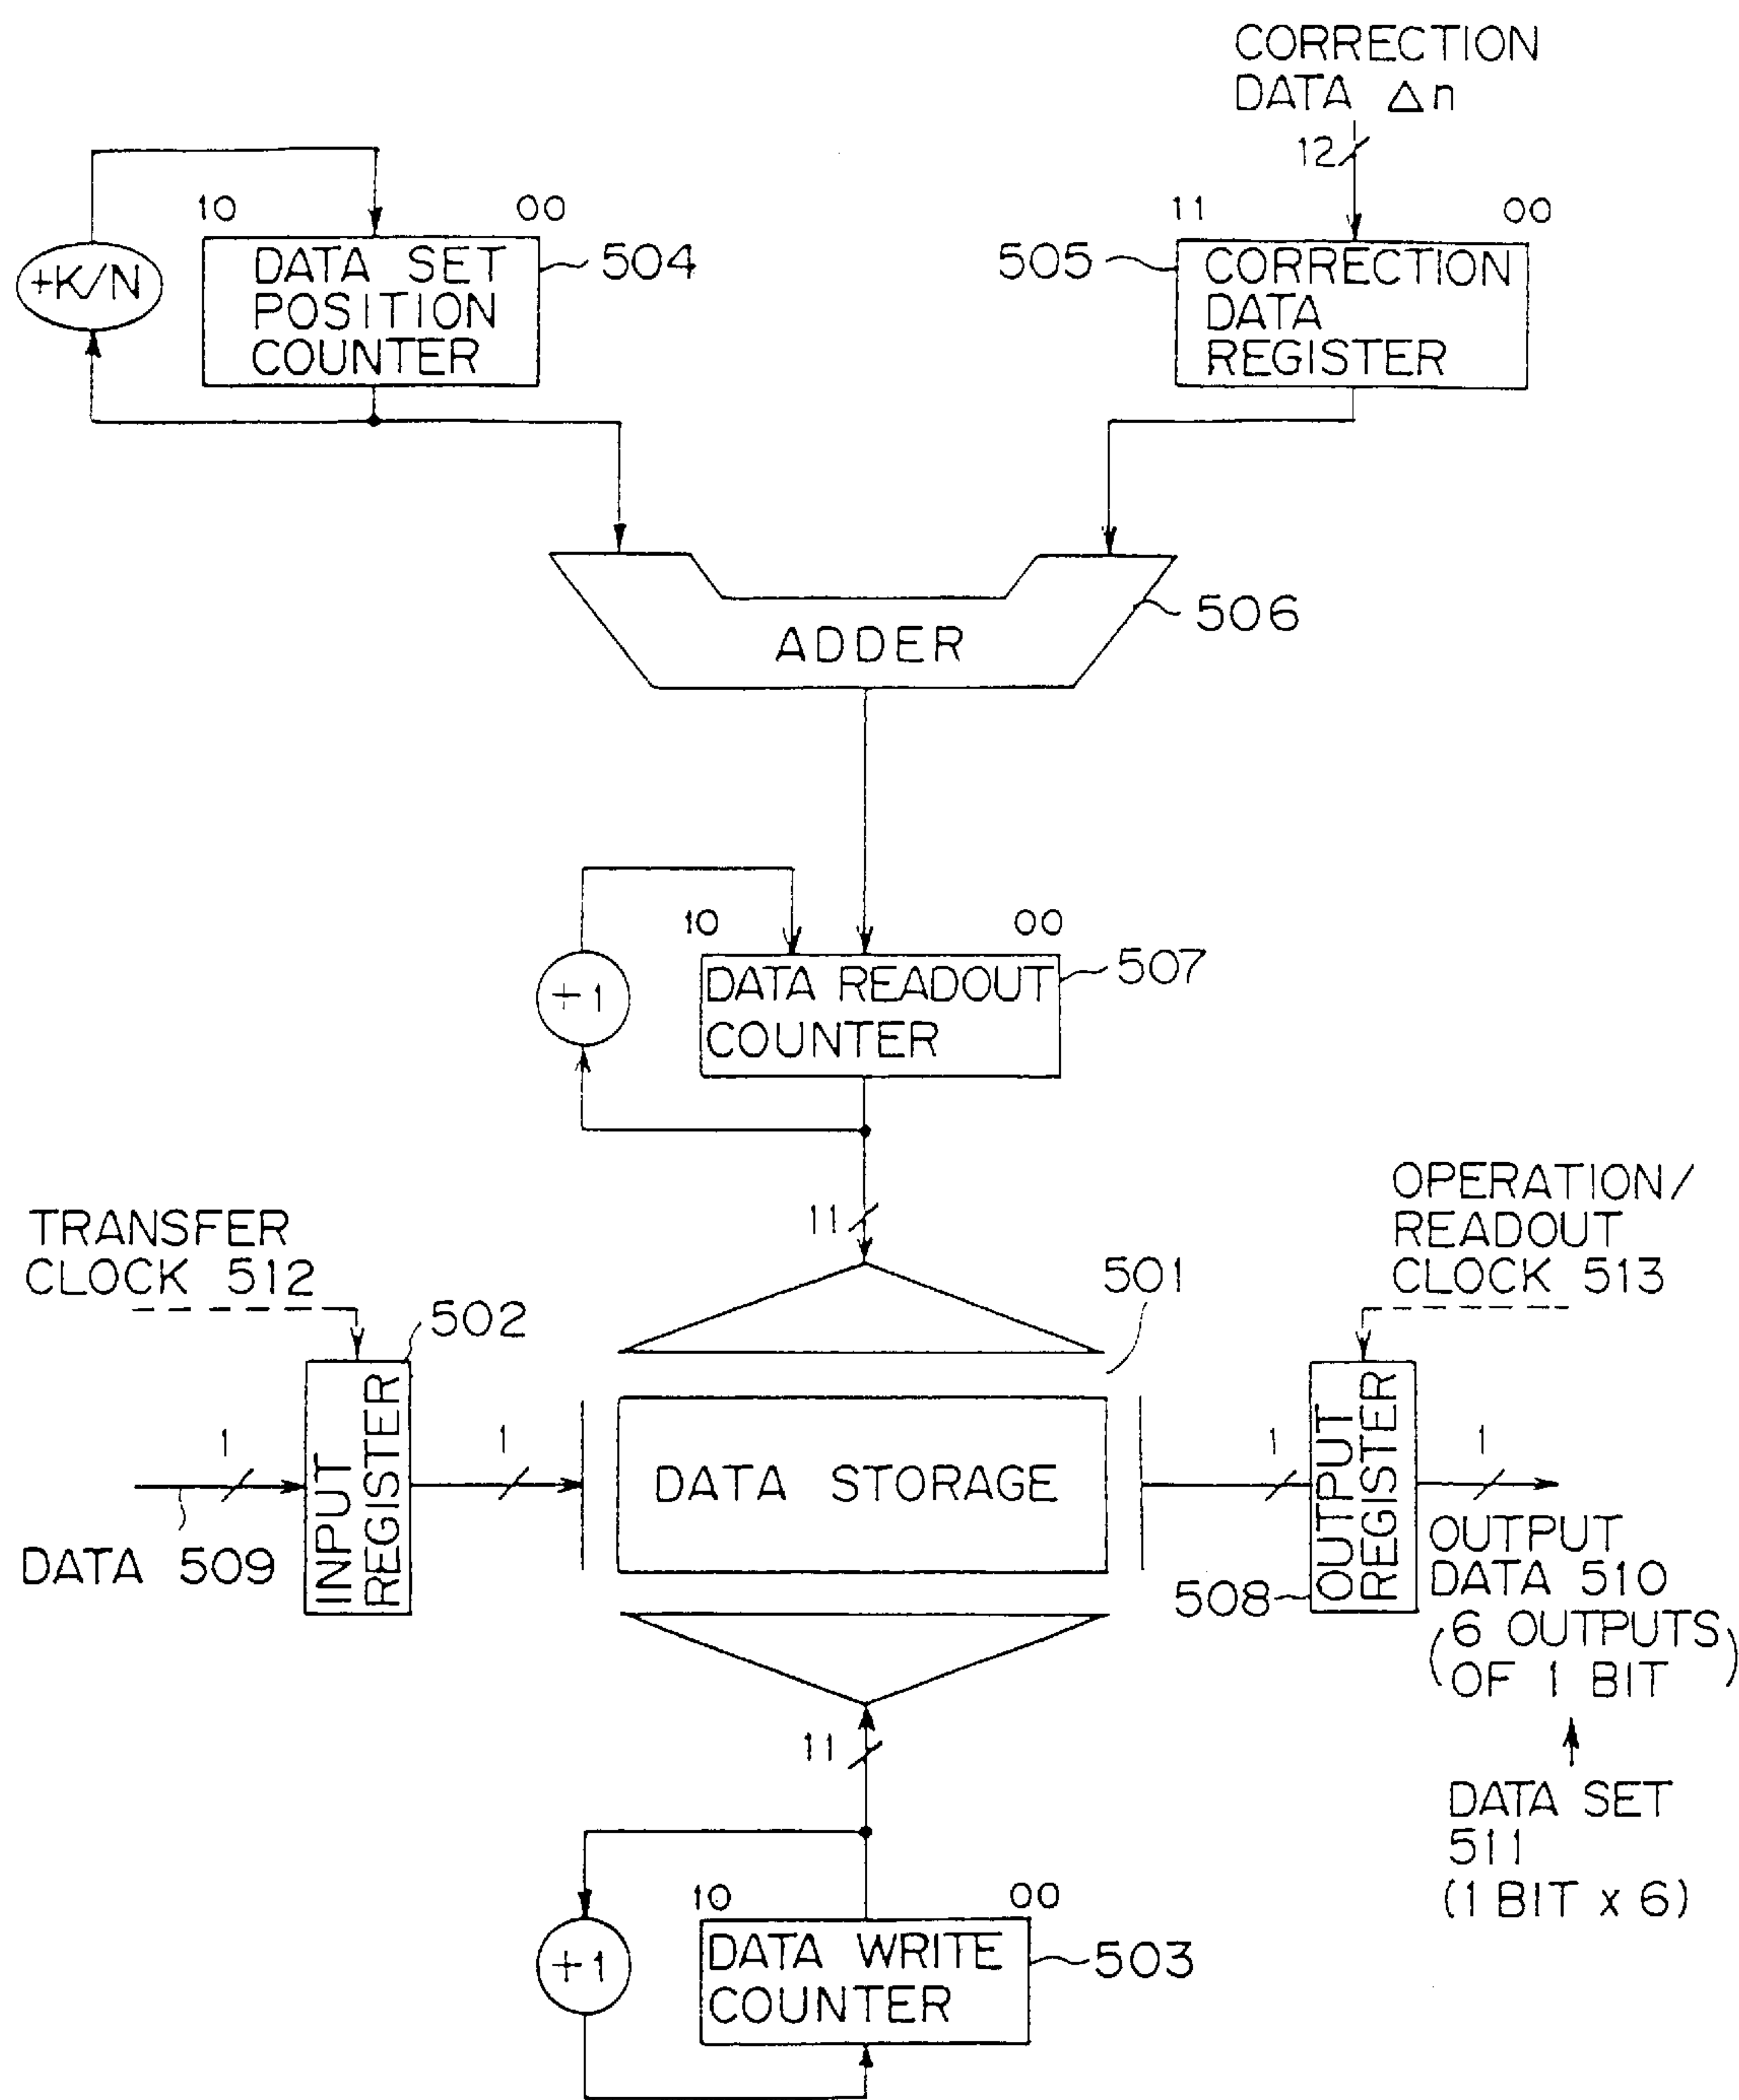 CORRECTION
DATA Δn
12
10
00
11
00
+K/N
DATA SET
POSITION
COUNTER
504
505
CORRECTION
DATA
REGISTER
ADDER
506
10
00
+1
DATA READOUT
COUNTER
507
11
TRANSFER
CLOCK 512
OPERATION/
READOUT
CLOCK 513
501
502
1
INPUT
REGISTER
1
DATA STORAGE
1
OUTPUT
REGISTER
1
DATA 509
508
OUTPUT
DATA 510
(6 OUTPUTS
OF 1 BIT)
11
DATA SET
511
(1 BIT x 6)
10
00
+1
DATA WRITE
COUNTER
503